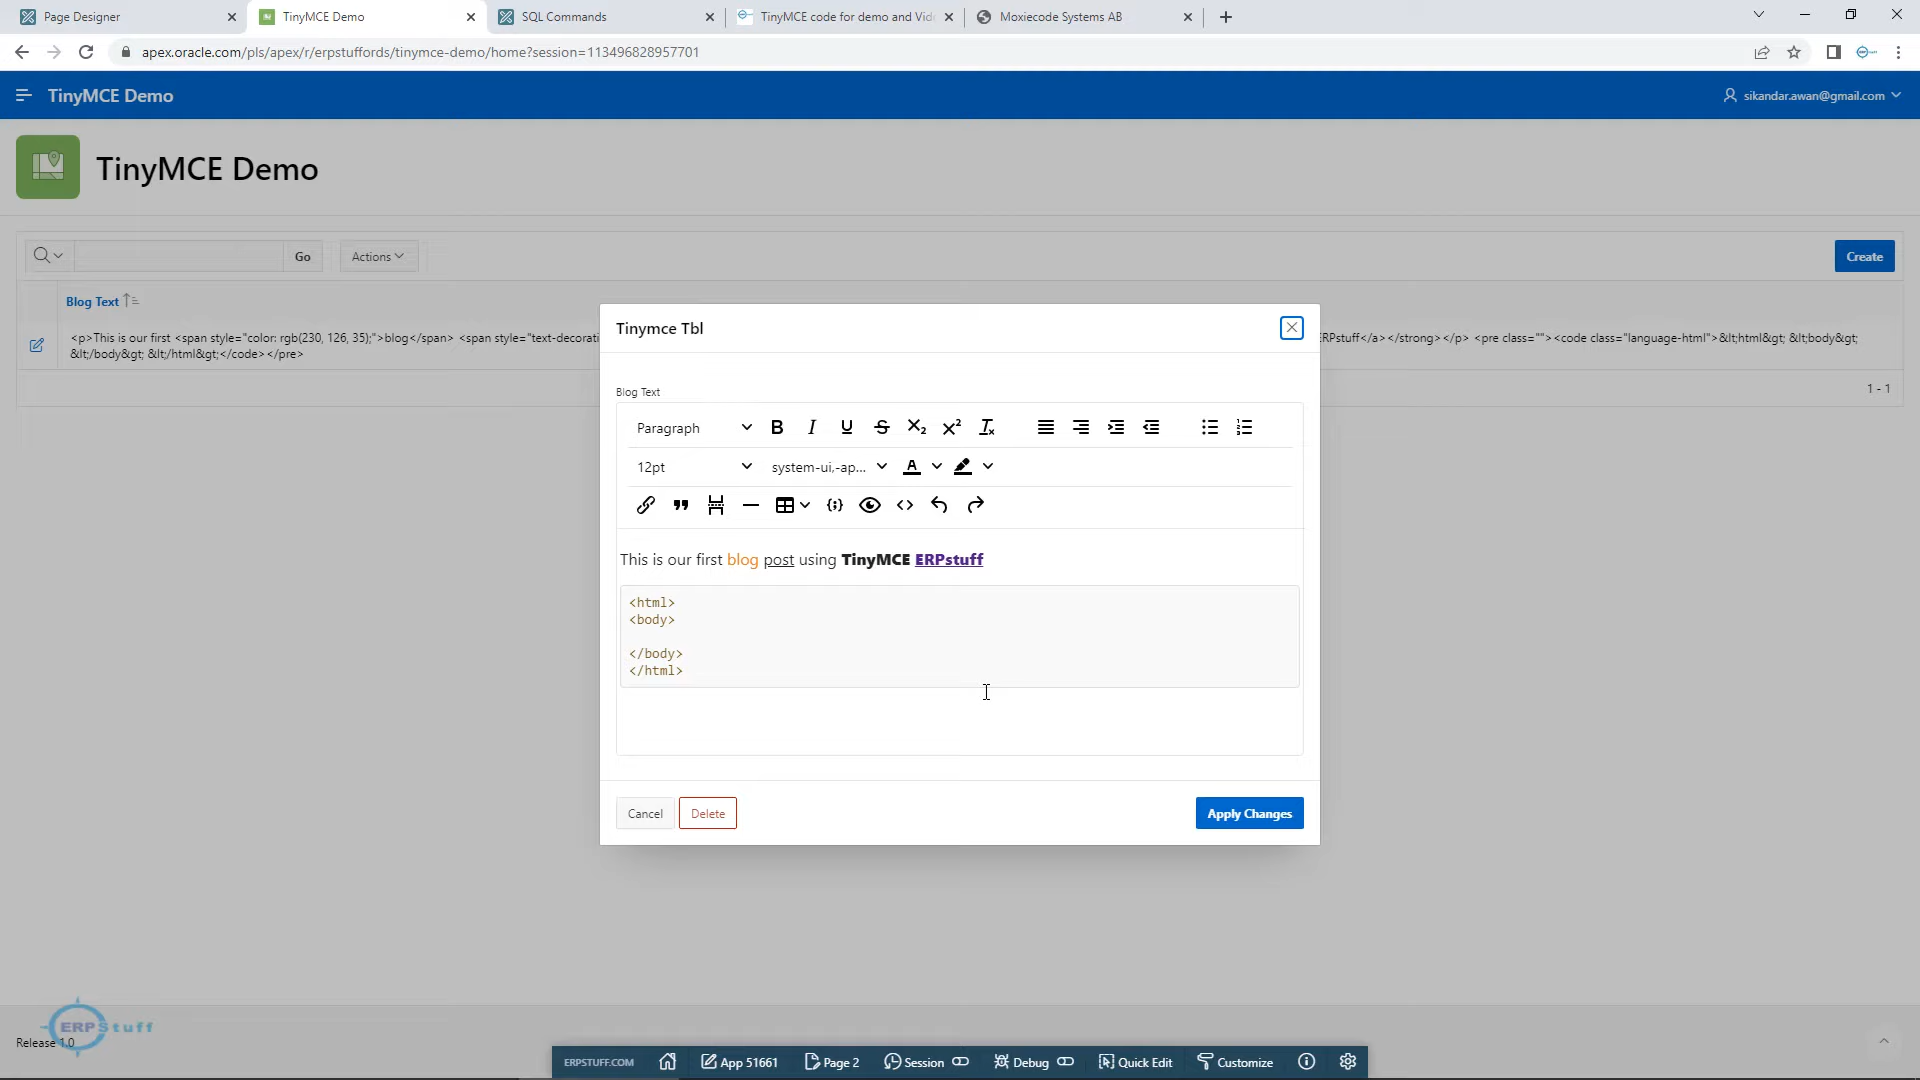 Page Designer
TinyMCE Demo
SQL Commands
TinyMCE code for demo and Vid
Moxiecode Systems AB
apex.oracle.com/pls/apex/r/erpstuffords/tinymce-demo/home?session=113496828957701
TinyMCE Demo
sikandar.awan@gmail.com
TinyMCE Demo
Go
Actions
Create
Blog Text
<p>This is our first <span style="color: rgb(230, 126, 35);">blog</span> <span style="text-decorati
RPstuff</a></strong></p> <pre class=""><code class="language-html">&lt;html&gt; &lt;body&gt;
&lt;/body&gt; &lt;/html&gt;</code></pre>
1 - 1
Tinymce Tbl
Blog Text
Paragraph
12pt
system-ui,-ap...
This is our first blog post using TinyMCE ERPstuff
<html>
<body>
</body>
</html>
Cancel
Delete
Apply Changes
ERPStuff
Release 1.0
ERPSTUFF.COM
App 51661
Page 2
Session
Debug
Quick Edit
Customize